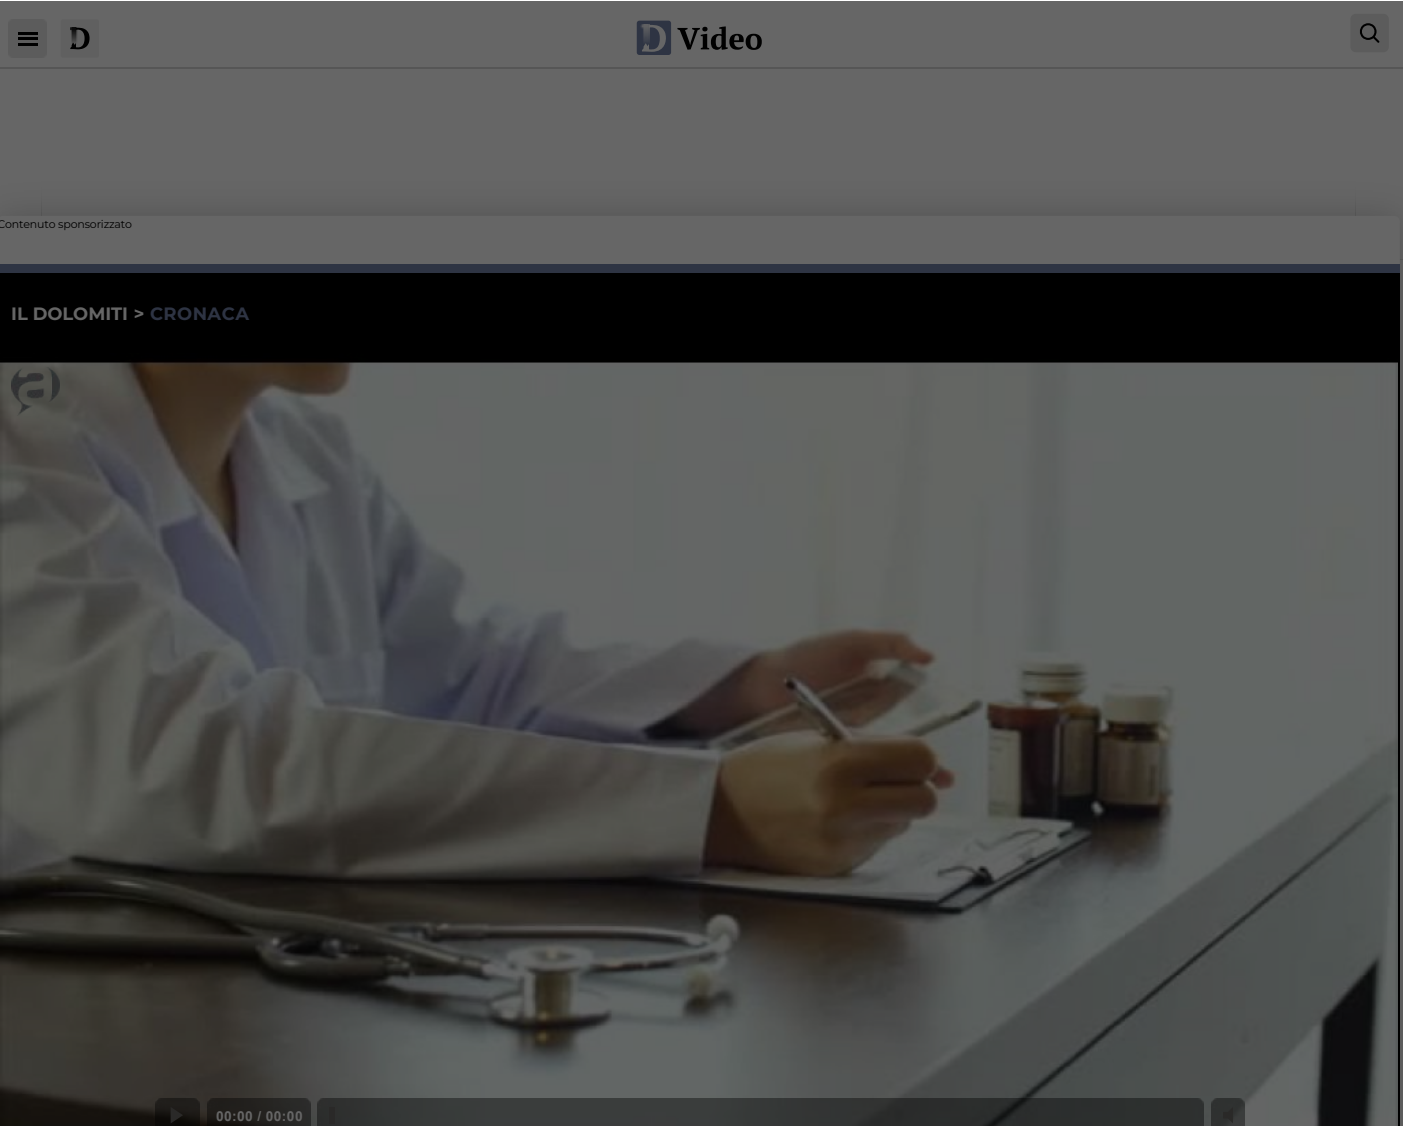 D
D Video
Contenuto sponsorizzato
IL DOLOMITI > CRONACA
a
00:00 / 00:00